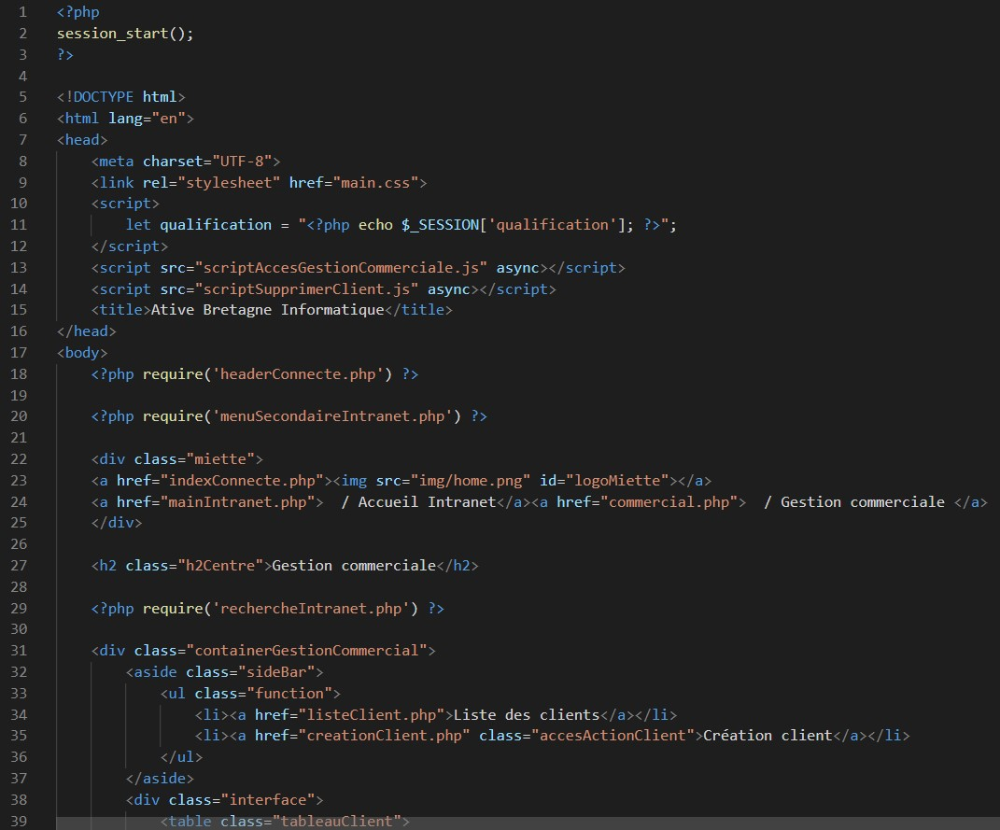 1 <?php
2 session_start();
3 ?>
4
5 <!DOCTYPE html>
6 <html lang="en">
7 <head>
8     <meta charset="UTF-8">
9     <link rel="stylesheet" href="main.css">
10     <script>
11         let qualification = "<?php echo $_SESSION['qualification']; ?>";
12     </script>
13     <script src="scriptAccesGestionCommerciale.js" async></script>
14     <script src="scriptSupprimerClient.js" async></script>
15     <title>Ative Bretagne Informatique</title>
16 </head>
17 <body>
18     <?php require('headerConnecte.php') ?>
19
20     <?php require('menuSecondaireIntranet.php') ?>
21
22     <div class="miette">
23     <a href="indexConnecte.php"><img src="img/home.png" id="logoMiette"></a>
24     <a href="mainIntranet.php">  / Accueil Intranet</a><a href="commercial.php">  / Gestion commerciale </a>
25     </div>
26
27     <h2 class="h2Centre">Gestion commerciale</h2>
28
29     <?php require('rechercheIntranet.php') ?>
30
31     <div class="containerGestionCommercial">
32         <aside class="sideBar">
33             <ul class="function">
34                 <li><a href="listeClient.php">Liste des clients</a></li>
35                 <li><a href="creationClient.php" class="accesActionClient">Création client</a></li>
36             </ul>
37         </aside>
38         <div class="interface">
39             <table class="tableauClient">